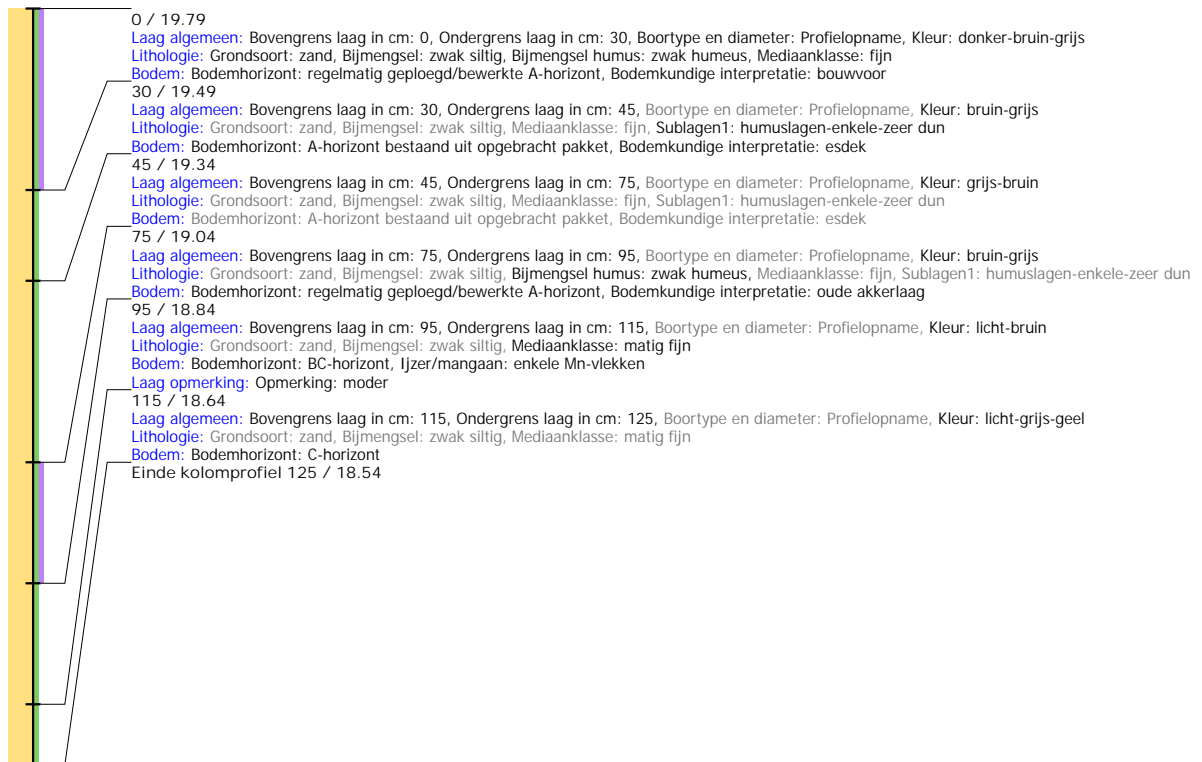 0 / 19.79
Laag algemeen: Bovengrens laag in cm: 0, Ondergrens laag in cm: 30, Boortype en diameter: Profielopname, Kleur: donker-bruin-grijs
Lithologie: Grondsoort: zand, Bijmengsel: zwak siltig, Bijmengsel humus: zwak humeus, Mediaanklasse: fijn
Bodem: Bodemhorizont: regelmatig geploegd/bewerkte A-horizont, Bodemkundige interpretatie: bouwvoor
30 / 19.49
Laag algemeen: Bovengrens laag in cm: 30, Ondergrens laag in cm: 45, Boortype en diameter: Profielopname, Kleur: bruin-grijs
Lithologie: Grondsoort: zand, Bijmengsel: zwak siltig, Mediaanklasse: fijn, Sublagen1: humuslagen-enkele-zeer dun
Bodem: Bodemhorizont: A-horizont bestaand uit opgebracht pakket, Bodemkundige interpretatie: esdek
45 / 19.34
Laag algemeen: Bovengrens laag in cm: 45, Ondergrens laag in cm: 75, Boortype en diameter: Profielopname, Kleur: grijs-bruin
Lithologie: Grondsoort: zand, Bijmengsel: zwak siltig, Mediaanklasse: fijn, Sublagen1: humuslagen-enkele-zeer dun
Bodem: Bodemhorizont: A-horizont bestaand uit opgebracht pakket, Bodemkundige interpretatie: esdek
75 / 19.04
Laag algemeen: Bovengrens laag in cm: 75, Ondergrens laag in cm: 95, Boortype en diameter: Profielopname, Kleur: bruin-grijs
Lithologie: Grondsoort: zand, Bijmengsel: zwak siltig, Bijmengsel humus: zwak humeus, Mediaanklasse: fijn, Sublagen1: humuslagen-enkele-zeer dun
Bodem: Bodemhorizont: regelmatig geploegd/bewerkte A-horizont, Bodemkundige interpretatie: oude akkerlaag
95 / 18.84
Laag algemeen: Bovengrens laag in cm: 95, Ondergrens laag in cm: 115, Boortype en diameter: Profielopname, Kleur: licht-bruin
Lithologie: Grondsoort: zand, Bijmengsel: zwak siltig, Mediaanklasse: matig fijn
Bodem: Bodemhorizont: BC-horizont, Ijzer/mangaan: enkele Mn-vlekken
Laag opmerking: Opmerking: moder
115 / 18.64
Laag algemeen: Bovengrens laag in cm: 115, Ondergrens laag in cm: 125, Boortype en diameter: Profielopname, Kleur: licht-grijs-geel
Lithologie: Grondsoort: zand, Bijmengsel: zwak siltig, Mediaanklasse: matig fijn
Bodem: Bodemhorizont: C-horizont
Einde kolomprofiel 125 / 18.54